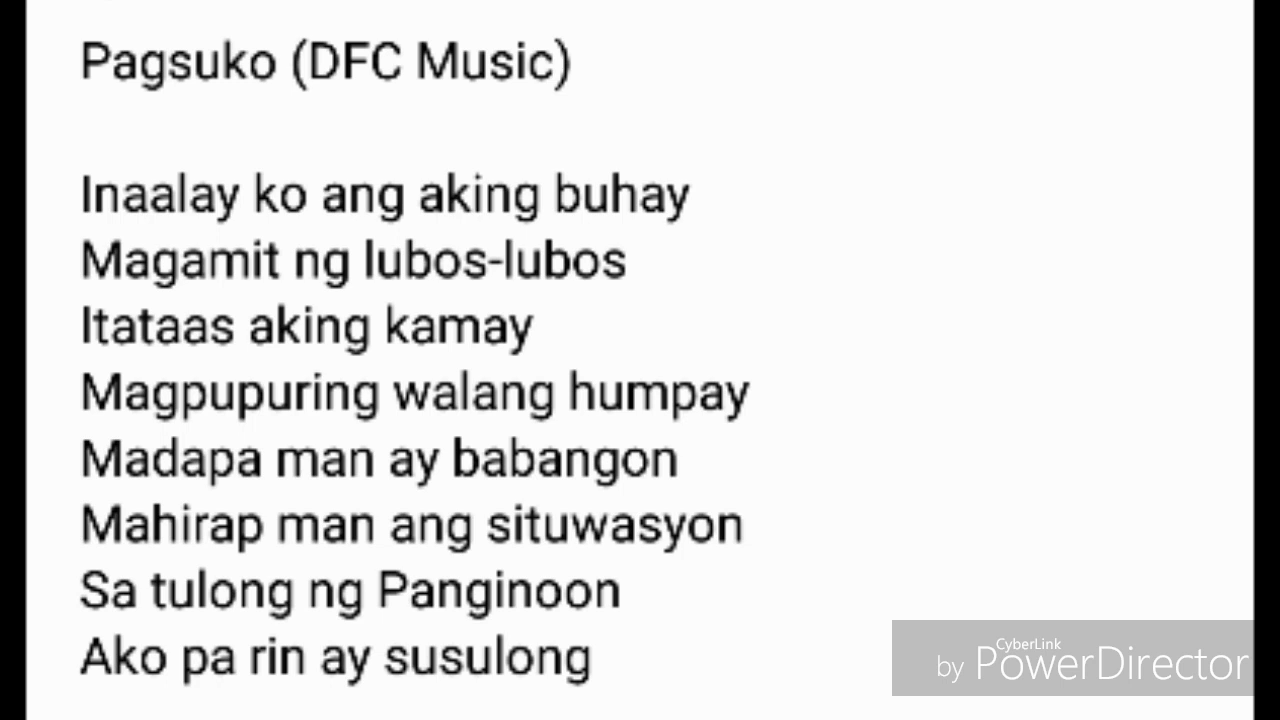 Pagsuko (DFC Music)
Inaalay ko ang aking buhay
Magamit ng lubos-lubos
Itataas aking kamay
Magpupuring walang humpay
Madapa man ay babangon
Mahirap man ang situwasyon
Sa tulong ng Panginoon
Ako pa rin ay susulong
CyberLink
by PowerDirector